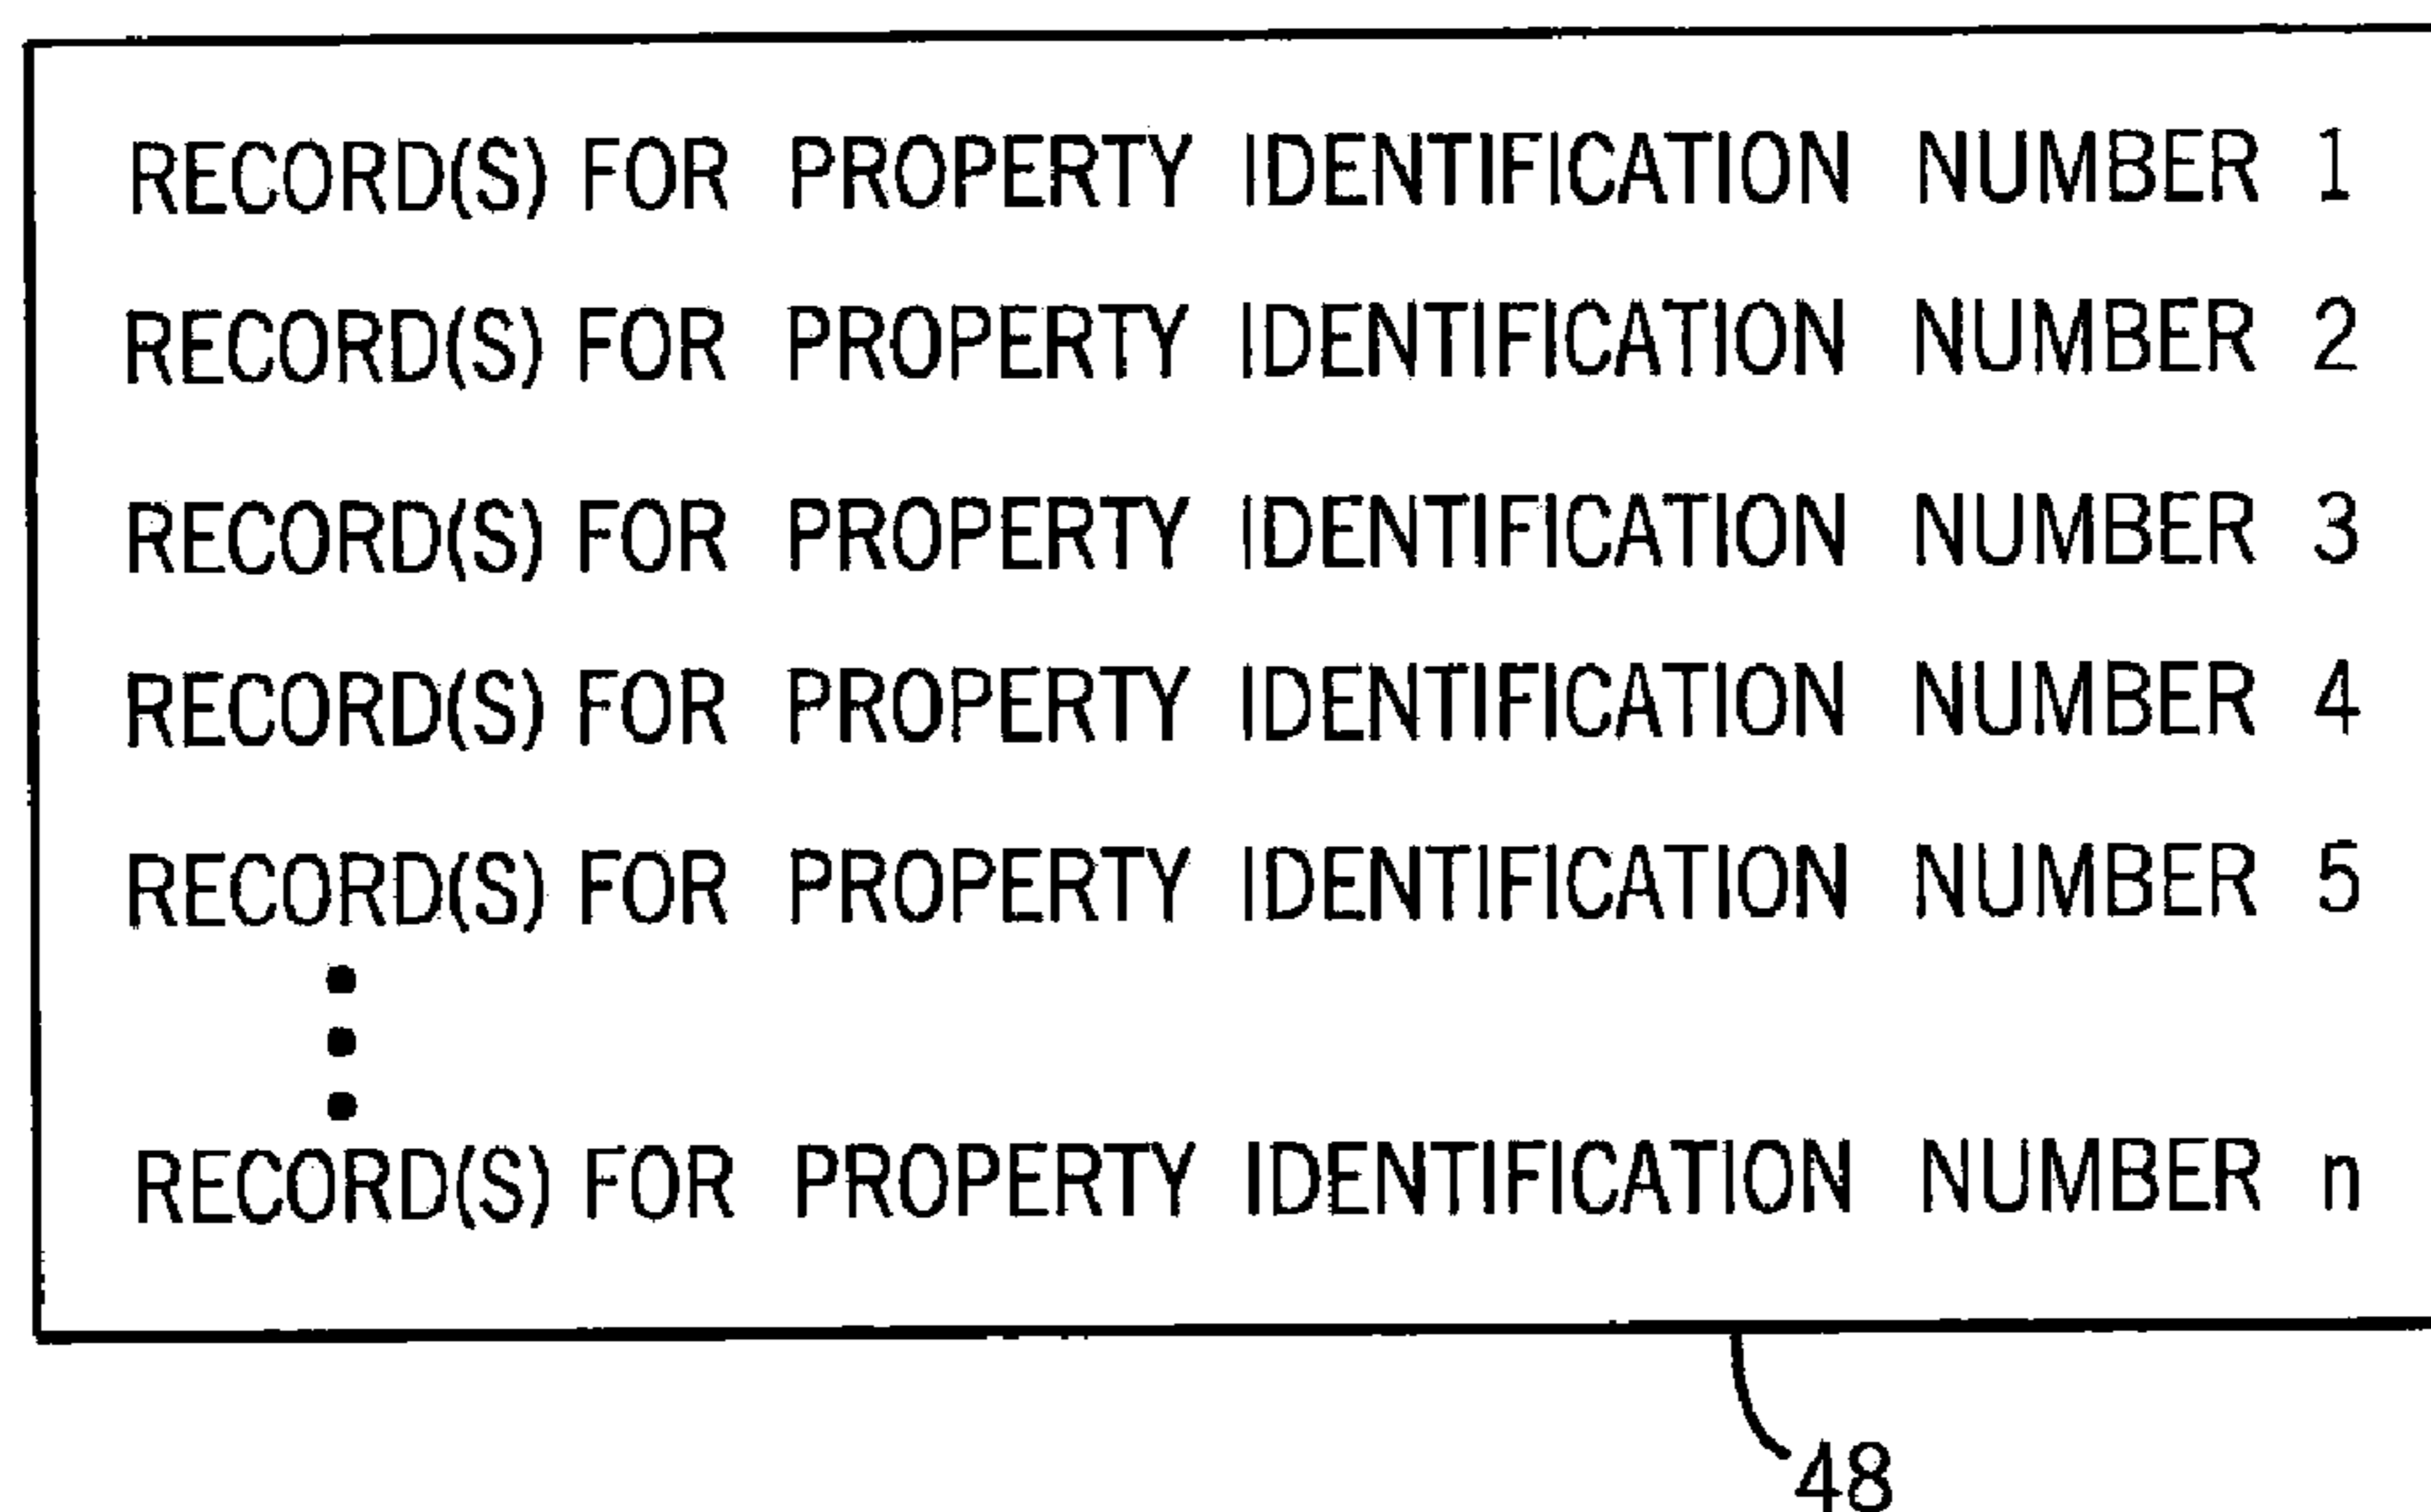 RECORD(S) FOR PROPERTY IDENTIFICATION NUMBER 1
RECORD(S) FOR PROPERTY IDENTIFICATION NUMBER 2
RECORD(S) FOR PROPERTY IDENTIFICATION NUMBER 3
RECORD(S) FOR PROPERTY IDENTIFICATION NUMBER 4
RECORD(S) FOR PROPERTY IDENTIFICATION NUMBER 5
RECORD(S) FOR PROPERTY IDENTIFICATION NUMBER n
48